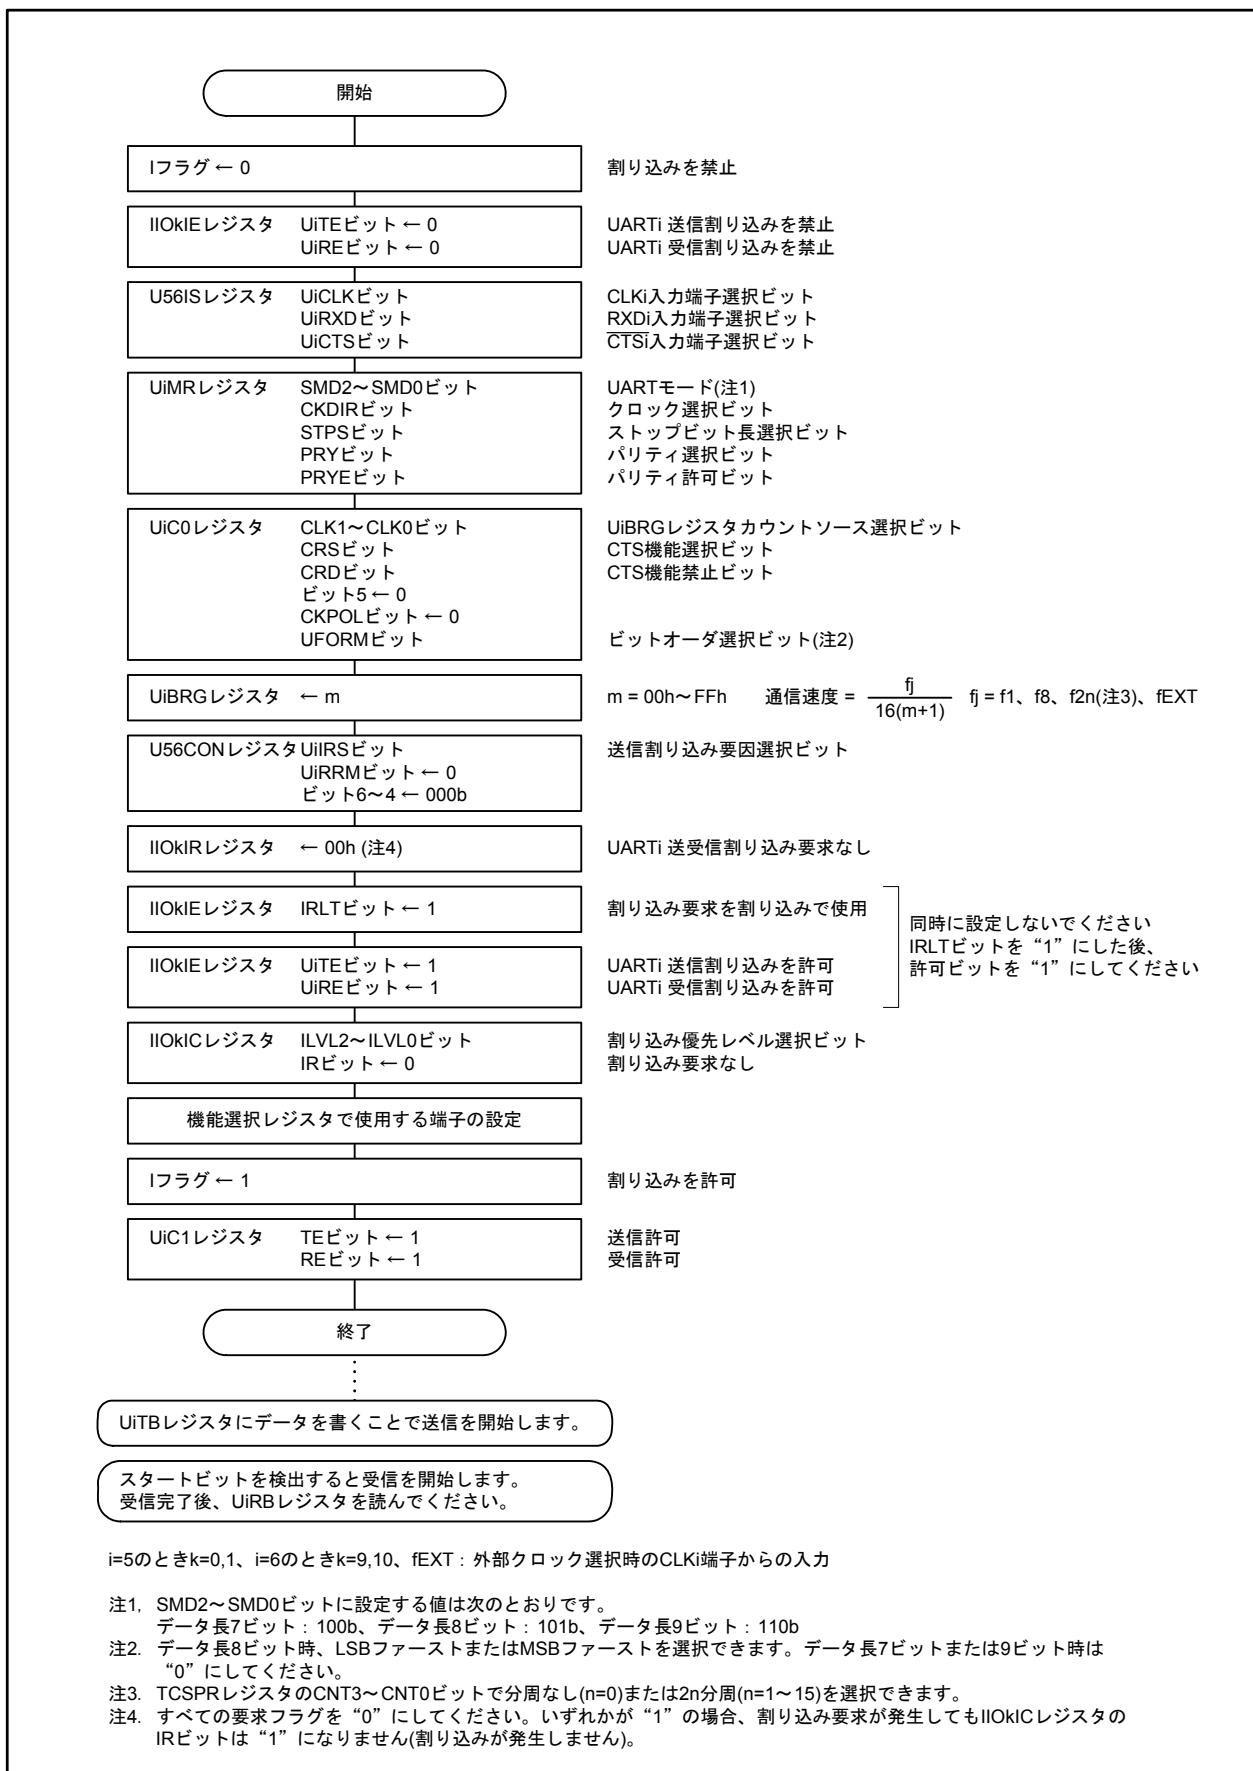 開始
Iフラグ ← 0 割り込みを禁止
IIOkIEレジスタ UiTEビット ← 0 UARTi 送信割り込みを禁止
UiREビット ← 0 UARTi 受信割り込みを禁止
U56ISレジスタ UiCLKビット CLKi入力端子選択ビット
UiRXDビット RXDi入力端子選択ビット
UiCTSビット CTSi入力端子選択ビット
UiMRレジスタ SMD2～SMD0ビット UARTモード(注1)
CKDIRビット クロック選択ビット
STPSビット ストップビット長選択ビット
PRYビット パリティ選択ビット
PRYEビット パリティ許可ビット
UiC0レジスタ CLK1～CLK0ビット UiBRGレジスタカウントソース選択ビット
CRSビット CTS機能選択ビット
CRDビット CTS機能禁止ビット
ビット5 ← 0
CKPOLビット ← 0
UFORMビット ビットオーダ選択ビット(注2)
UiBRGレジスタ ← m m = 00h～FFh 通信速度 = fj / 16(m+1) fj = f1、f8、f2n(注3)、fEXT
U56CONレジスタ UiIRSビット 送信割り込み要因選択ビット
UiRRMビット ← 0
ビット6～4 ← 000b
IIOkIRレジスタ ← 00h (注4) UARTi 送受信割り込み要求なし
IIOkIEレジスタ IRLTビット ← 1 割り込み要求を割り込みで使用
同時に設定しないでください
IRLTビットを“1”にした後、
許可ビットを“1”にしてください
IIOkIEレジスタ UiTEビット ← 1 UARTi 送信割り込みを許可
UiREビット ← 1 UARTi 受信割り込みを許可
IIOkICレジスタ ILVL2～ILVL0ビット 割り込み優先レベル選択ビット
IRビット ← 0 割り込み要求なし
機能選択レジスタで使用する端子の設定
Iフラグ ← 1 割り込みを許可
UiC1レジスタ TEビット ← 1 送信許可
REビット ← 1 受信許可
終了
UiTBレジスタにデータを書くことで送信を開始します。
スタートビットを検出すると受信を開始します。
受信完了後、UiRBレジスタを読んでください。
i=5のときk=0,1、i=6のときk=9,10、fEXT : 外部クロック選択時のCLKi端子からの入力
注1, SMD2～SMD0ビットに設定する値は次のとおりです。
データ長7ビット : 100b、データ長8ビット : 101b、データ長9ビット : 110b
注2. データ長8ビット時、LSBファーストまたはMSBファーストを選択できます。データ長7ビットまたは9ビット時は
“0”にしてください。
注3. TCSPRレジスタのCNT3～CNT0ビットで分周なし(n=0)または2n分周(n=1～15)を選択できます。
注4. すべての要求フラグを“0”にしてください。いずれかが“1”の場合、割り込み要求が発生してもIIOkICレジスタの
IRビットは“1”になりません(割り込みが発生しません)。